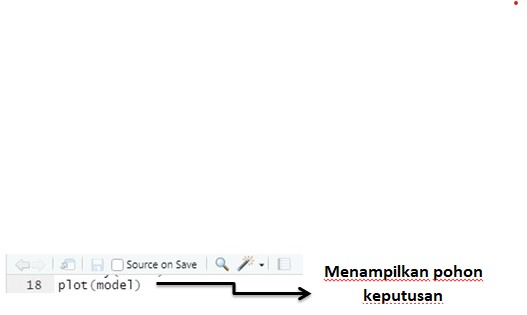 Source on Save
18 plot(model)
Menampilkan pohon
keputusan